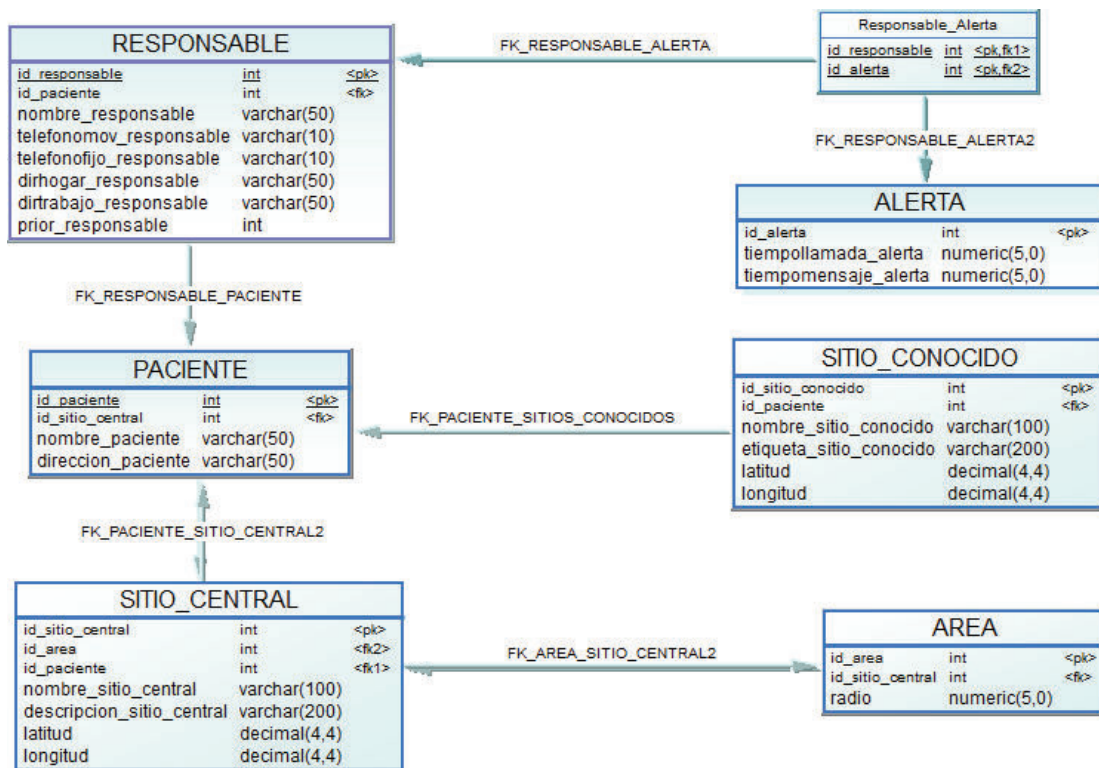 RESPONSABLE
id_responsable int <pk>
id_paciente int <fk>
nombre_responsable varchar(50)
telefonomov_responsable varchar(10)
telefonofijo_responsable varchar(10)
dirhogar_responsable varchar(50)
dirtrabajo_responsable varchar(50)
prior_responsable int
FK_RESPONSABLE_ALERTA
Responsable_Alerta
id_responsable int <pk,fk1>
id_alerta int <pk,fk2>
FK_RESPONSABLE_ALERTA2
ALERTA
id_alerta int <pk>
tiempollamada_alerta numeric(5,0)
tiempomensaje_alerta numeric(5,0)
FK_RESPONSABLE_PACIENTE
PACIENTE
id_paciente int <pk>
id_sitio_central int <fk>
nombre_paciente varchar(50)
direccion_paciente varchar(50)
FK_PACIENTE_SITIOS_CONOCIDOS
SITIO_CONOCIDO
id_sitio_conocido int <pk>
id_paciente int <fk>
nombre_sitio_conocido varchar(100)
etiqueta_sitio_conocido varchar(200)
latitud decimal(4,4)
longitud decimal(4,4)
FK_PACIENTE_SITIO_CENTRAL2
SITIO_CENTRAL
id_sitio_central int <pk>
id_area int <fk2>
id_paciente int <fk1>
nombre_sitio_central varchar(100)
descripcion_sitio_central varchar(200)
latitud decimal(4,4)
longitud decimal(4,4)
FK_AREA_SITIO_CENTRAL2
AREA
id_area int <pk>
id_sitio_central int <fk>
radio numeric(5,0)